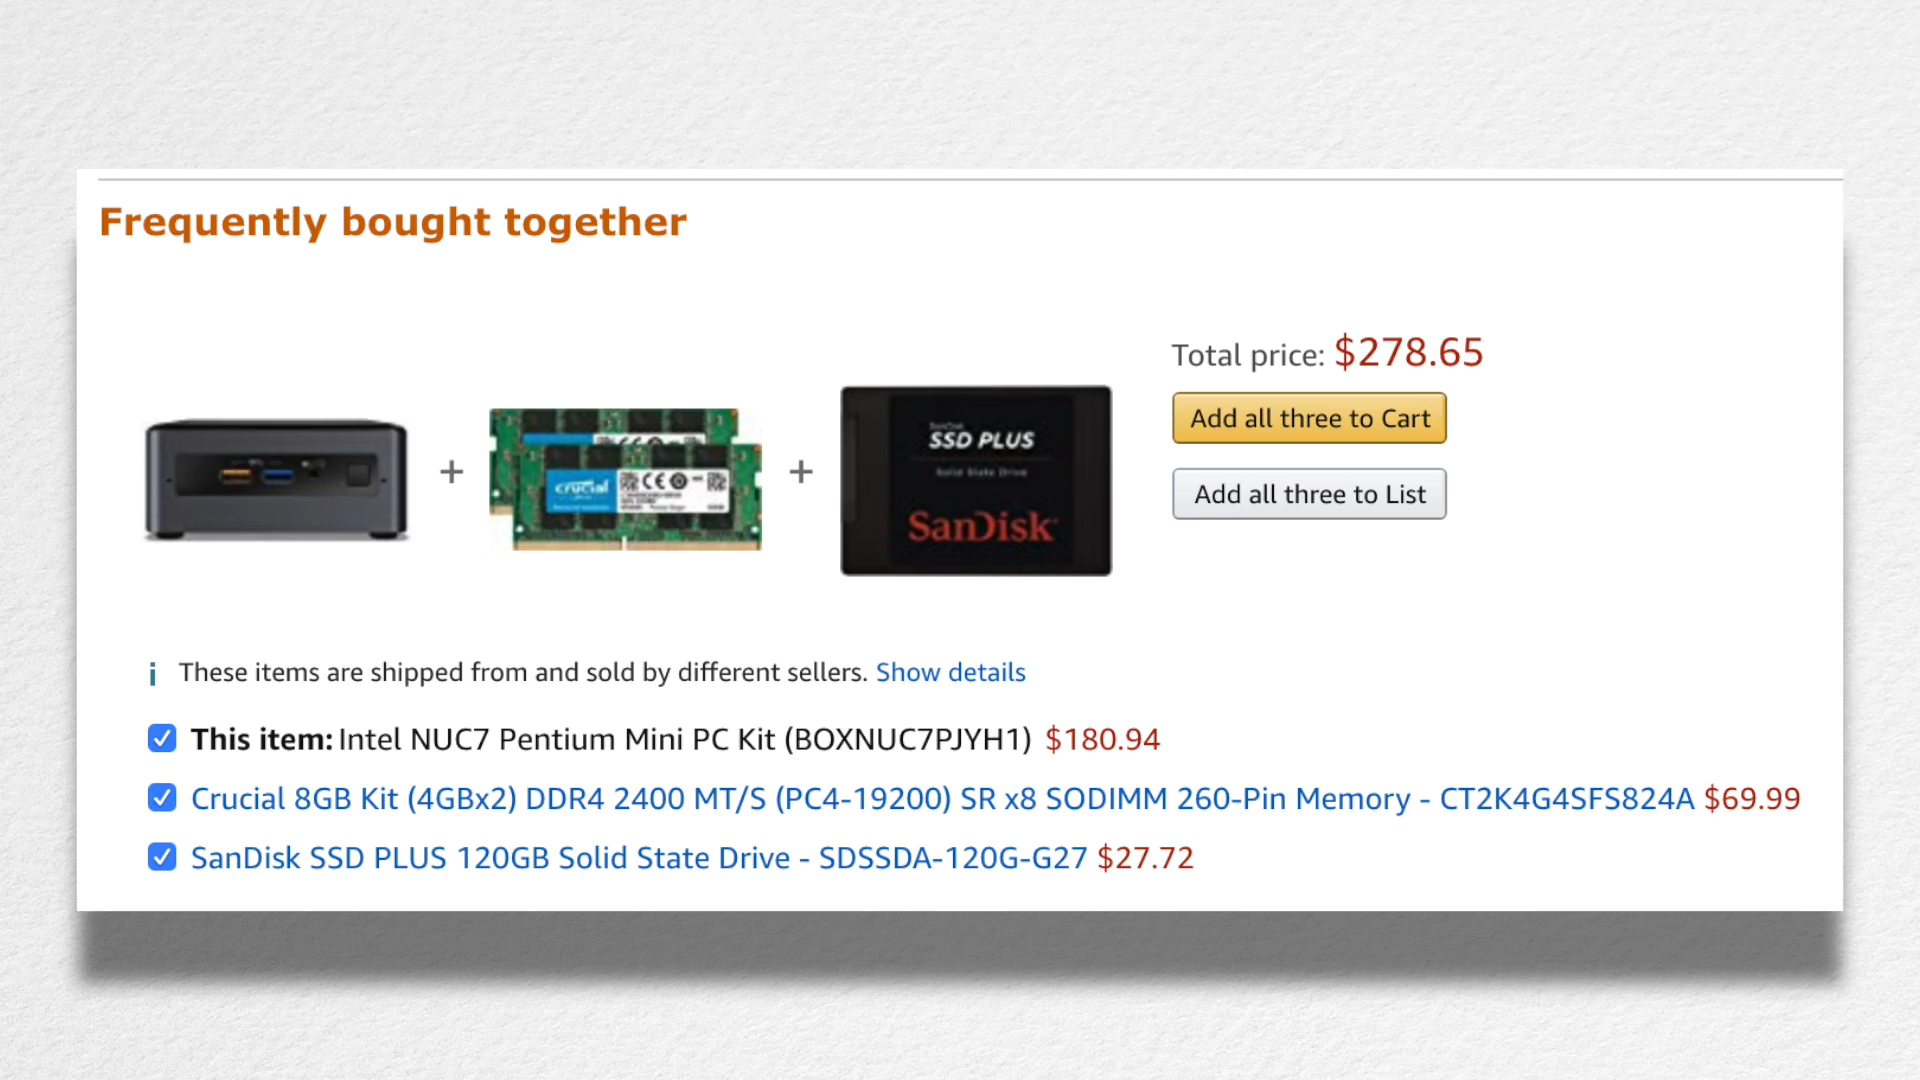 Frequently bought together
Total price: $278.65
Add all three to Cart
Add all three to List
+
+
crucial
SSD PLUS
Solid State Drive
SanDisk
i These items are shipped from and sold by different sellers. Show details
This item: Intel NUC7 Pentium Mini PC Kit (BOXNUC7PJYH1) $180.94
Crucial 8GB Kit (4GBx2) DDR4 2400 MT/S (PC4-19200) SR x8 SODIMM 260-Pin Memory - CT2K4G4SFS824A $69.99
SanDisk SSD PLUS 120GB Solid State Drive - SDSSDA-120G-G27 $27.72